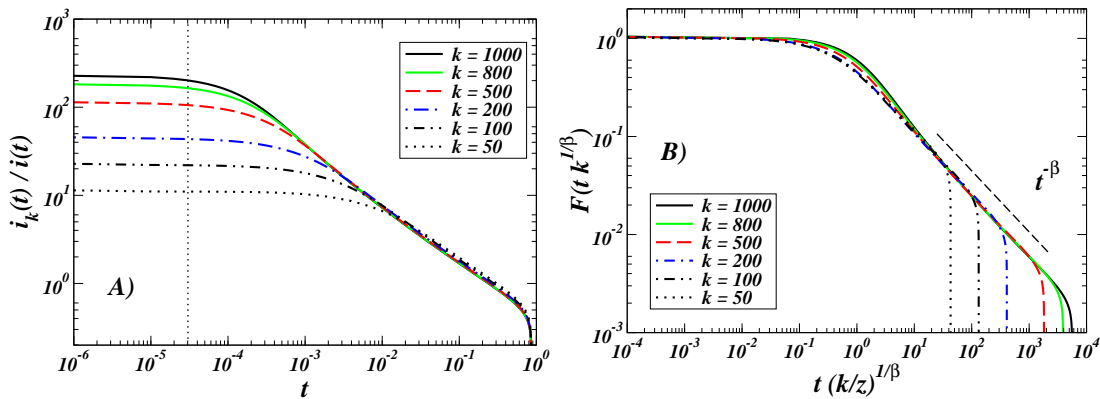 10^3
10^2
10^1
10^0
i_k(t) / i(t)
k = 1000
k = 800
k = 500
k = 200
k = 100
k = 50
A)
10^-6 10^-5 10^-4 10^-3 10^-2 10^-1 10^0
t
10^0
10^-1
10^-2
10^-3
F(t k^1/β)
B)
t^-β
k = 1000
k = 800
k = 500
k = 200
k = 100
k = 50
10^-4 10^-3 10^-2 10^-1 10^0 10^1 10^2 10^3 10^4
t (k/z)^1/β